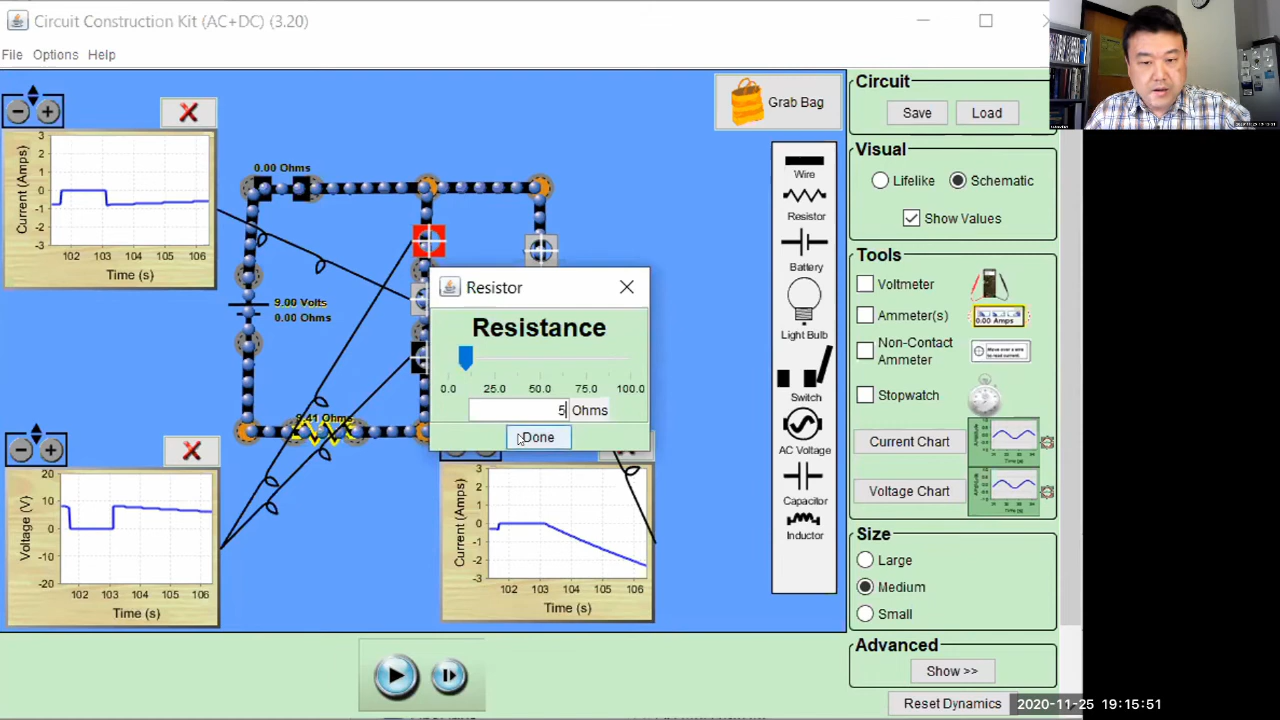 Circuit Construction Kit (AC+DC) (3.20)
File Options Help
Grab Bag
Current (Amps)
3
2
1
0
-1
-2
-3
102 103 104 105 106
Time (s)
0.00 Ohms
9.00 Volts
0.00 Ohms
Resistor
Resistance
0.0 25.0 50.0 75.0 100.0
5 Ohms
Done
Voltage (V)
20
10
0
-10
-20
102 103 104 105 106
Time (s)
Current (Amps)
3
2
1
0
-1
-2
-3
102 103 104 105 106
Time (s)
Wire
Resistor
Battery
Light Bulb
Switch
AC Voltage
Capacitor
Inductor
Circuit
Save Load
Visual
Lifelike Schematic
Show Values
Tools
Voltmeter
Ammeter(s)
0.00 Amps
Non-Contact
Ammeter
Stopwatch
Current Chart
Voltage Chart
Size
Large
Medium
Small
Advanced
Show >>
Reset Dynamics
2020-11-25 19:15:51